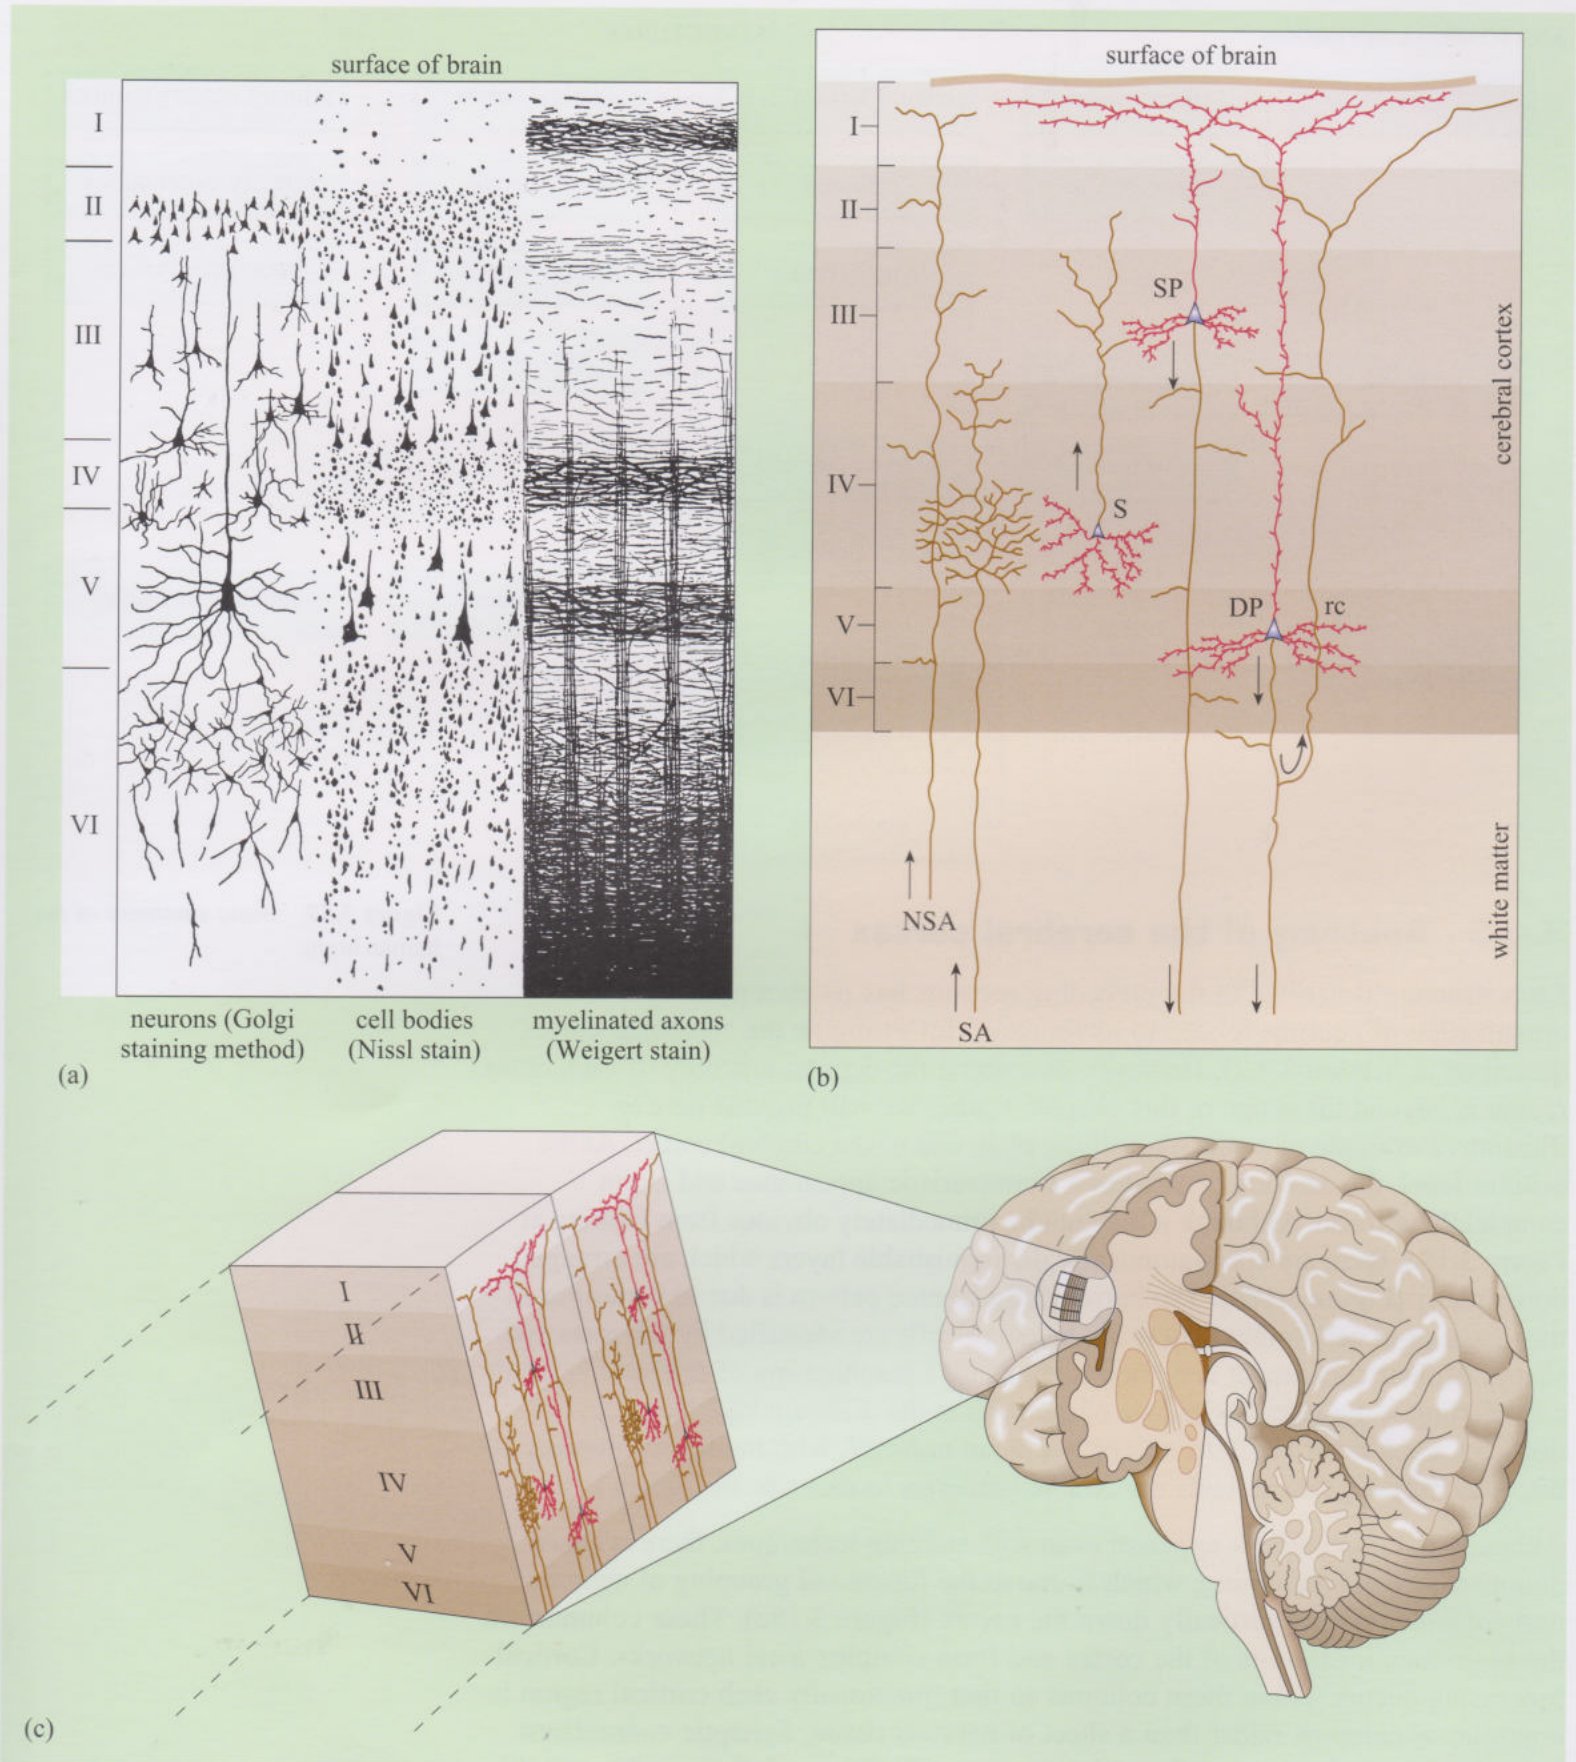 surface of brain
I
II
III
IV
V
VI
neurons (Golgi
staining method)
cell bodies
(Nissl stain)
myelinated axons
(Weigert stain)
(a)
surface of brain
I
II
III
IV
V
VI
SP
S
DP
rc
NSA
SA
cerebral cortex
white matter
(b)
I
II
III
IV
V
VI
(c)